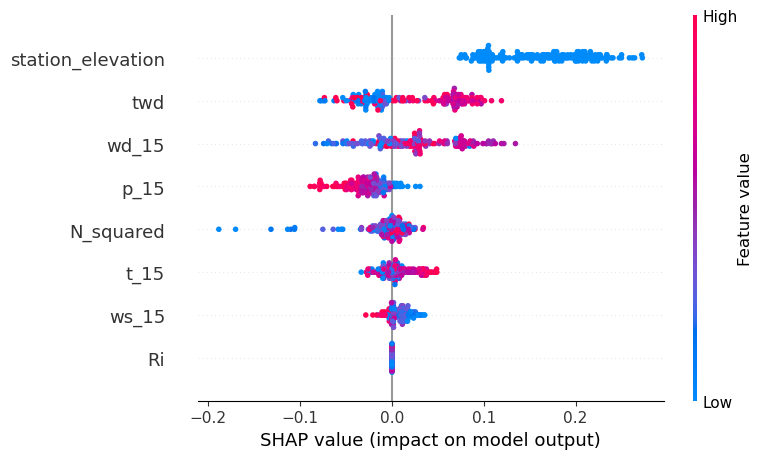 High
station_elevation
twd
wd_15
p_15
N_squared
t_15
ws_15
Ri
Feature value
Low
−0.2 −0.1 0.0 0.1 0.2
SHAP value (impact on model output)